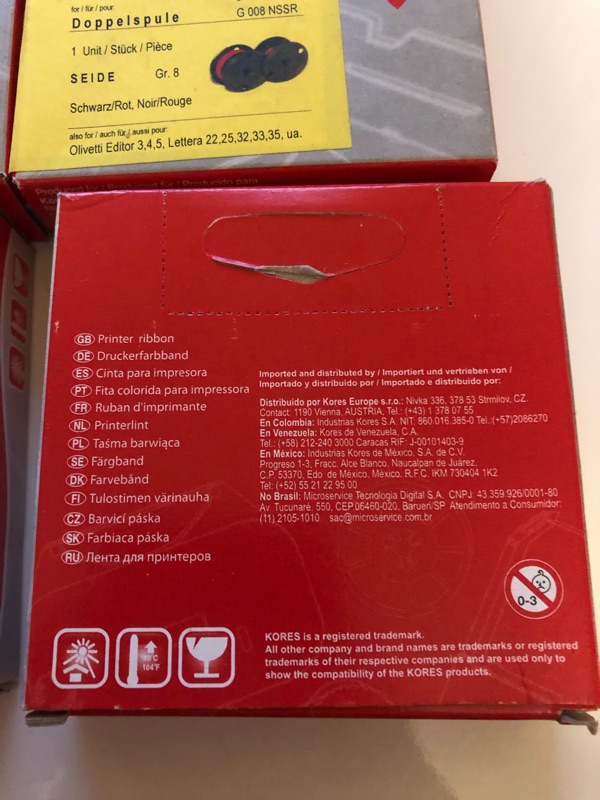 for / für / pour:
Doppelspule
G 008 NSSR
1 Unit / Stück / Pièce
SEIDE Gr. 8
Schwarz/Rot, Noir/Rouge
also for / auch für / aussi pour:
Olivetti Editor 3,4,5, Lettera 22,25,32,33,35, ua.
Produced for / Produced für / Producido para
GB Printer ribbon
DE Druckerfarbband
ES Cinta para impresora
PT Fita colorida para impressora
FR Ruban d'imprimante
NL Printerlint
PL Taśma barwiąca
SE Färgband
DK Farvebånd
FI Tulostimen värinauha
CZ Barvicí páska
SK Farbiaca páska
RU Лента для принтеров
Imported and distributed by / Importiert und vertrieben von /
Importado y distribuido por / Importado e distribuido por:
Distribuido por Kores Europe s.r.o.: Nivka 336, 378 53 Strmilov, CZ.
Contact: 1190 Vienna, AUSTRIA, Tel.: (+43) 1 378 07 55
En Colombia: Industrias Kores S.A. NIT: 860.016.385-0 Tel.:(+57)2086270
En Venezuela: Kores de Venezuela, C.A.
Tel.: (+58) 212-240 3000 Caracas RIF: J-00101403-9
En México: Industrias Kores de México, S.A. de C.V.
Progreso 1-3, Fracc. Alce Blanco, Naucalpan de Juárez,
C.P. 53370, Edo. de México, México. R.F.C. IKM 730404 1K2
Tel: (+52) 55 21 22 95 00
No Brasil: Microservice Tecnologia Digital S.A. CNPJ: 43.359.926/0001-80
Av. Tucunaré, 550, CEP 06460-020, Barueri/SP Atendimento a Consumidor:
(11) 2105-1010 sac@microservice.com.br
0-3
40°C
104°F
KORES is a registered trademark.
All other company and brand names are trademarks or registered
trademarks of their respective companies and are used only to
show the compatibility of the KORES products.